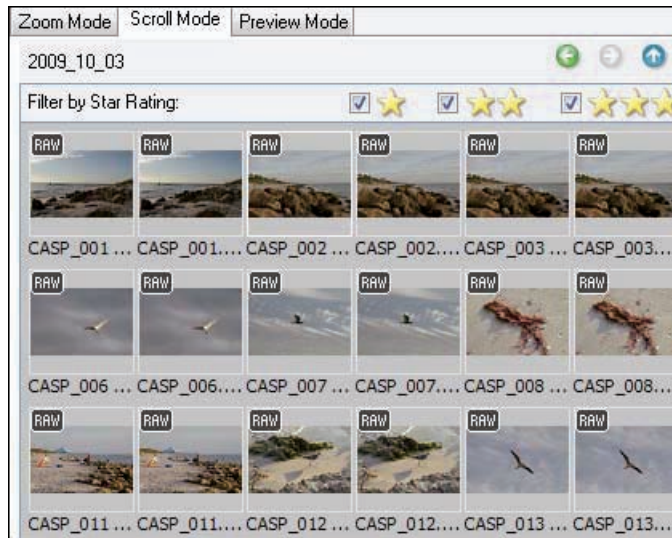 Zoom Mode Scroll Mode Preview Mode
2009_10_03
Filter by Star Rating:
RAW RAW RAW RAW RAW RAW
CASP_001 ... CASP_001.... CASP_002 ... CASP_002.... CASP_003 ... CASP_003...
RAW RAW RAW RAW RAW RAW
CASP_006 ... CASP_006.... CASP_007 ... CASP_007.... CASP_008 ... CASP_008...
RAW RAW RAW RAW RAW RAW
CASP_011 ... CASP_011.... CASP_012 ... CASP_012.... CASP_013 ... CASP_013...